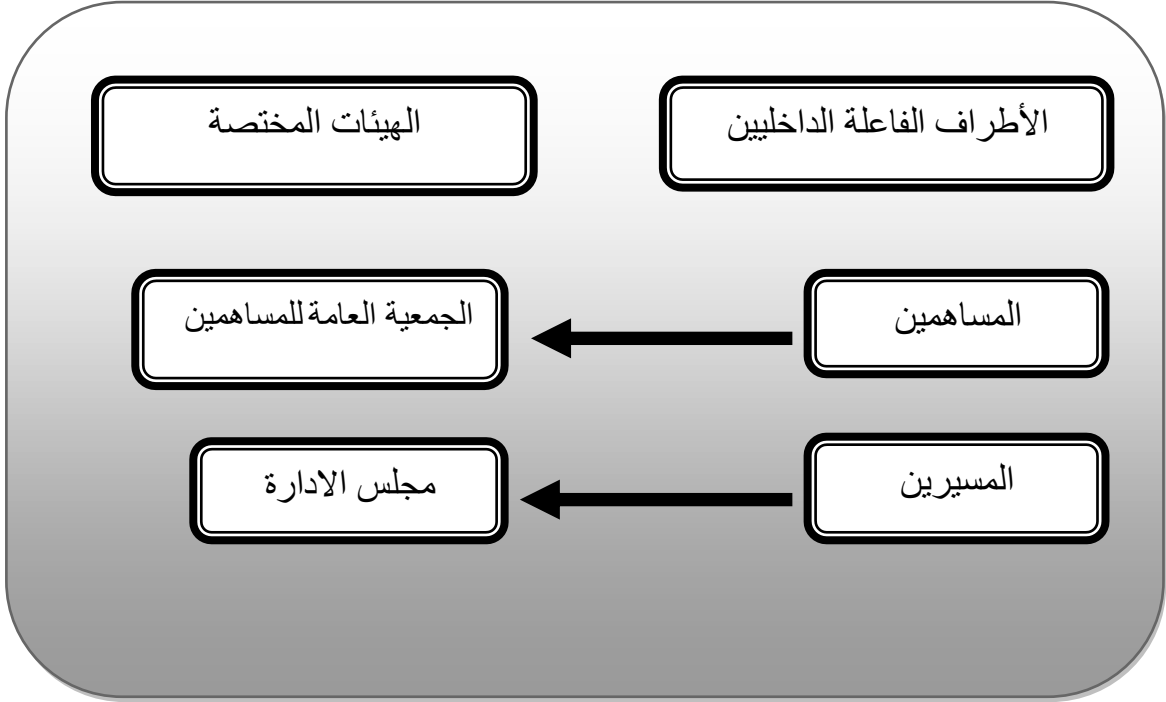 الأطراف الفاعلة الداخليين
الهيئات المختصة
المساهمين
الجمعية العامة للمساهمين
المسيرين
مجلس الادارة